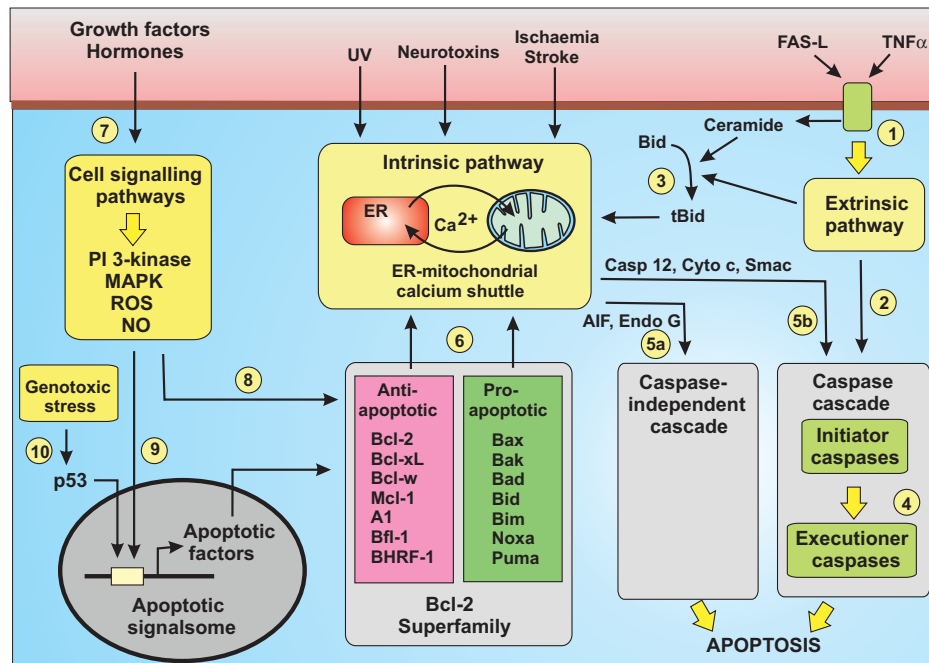 Growth factors
Hormones
UV
Neurotoxins
Ischaemia
Stroke
FAS-L
TNFα
7
Cell signalling
pathways
PI 3-kinase
MAPK
ROS
NO
Intrinsic pathway
ER
Ca2+
ER-mitochondrial
calcium shuttle
Ceramide
Bid
3
tBid
1
Extrinsic
pathway
Casp 12, Cyto c, Smac
2
AIF, Endo G
5a
5b
6
8
Genotoxic
stress
10
9
p53
Apoptotic
factors
Apoptotic
signalsome
Anti-
apoptotic
Bcl-2
Bcl-xL
Bcl-w
Mcl-1
A1
Bfl-1
BHRF-1
Pro-
apoptotic
Bax
Bak
Bad
Bid
Bim
Noxa
Puma
Bcl-2
Superfamily
Caspase-
independent
cascade
Caspase
cascade
Initiator
caspases
4
Executioner
caspases
APOPTOSIS